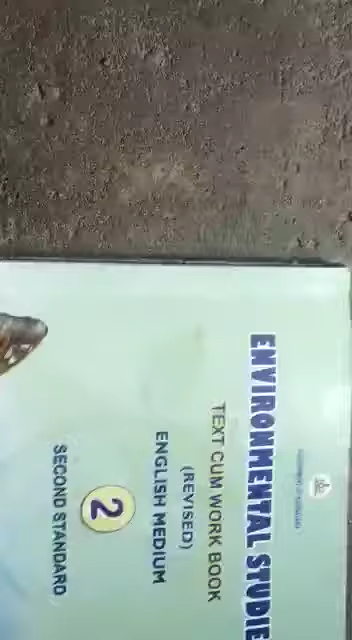 ENVIRONMENTAL STUDIE
TEXT CUM WORK BOOK
(REVISED)
ENGLISH MEDIUM
2
SECOND STANDARD